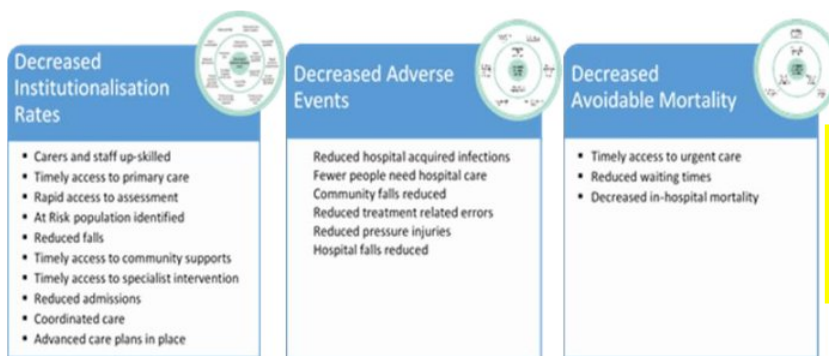 Decreased
Institutionalisation
Rates
▪ Carers and staff up-skilled
▪ Timely access to primary care
▪ Rapid access to assessment
▪ At Risk population identified
▪ Reduced falls
▪ Timely access to community supports
▪ Timely access to specialist intervention
▪ Reduced admissions
▪ Coordinated care
▪ Advanced care plans in place
Decreased Adverse
Events
Reduced hospital acquired infections
Fewer people need hospital care
Community falls reduced
Reduced treatment related errors
Reduced pressure injuries
Hospital falls reduced
Decreased
Avoidable Mortality
▪ Timely access to urgent care
▪ Reduced waiting times
▪ Decreased in-hospital mortality